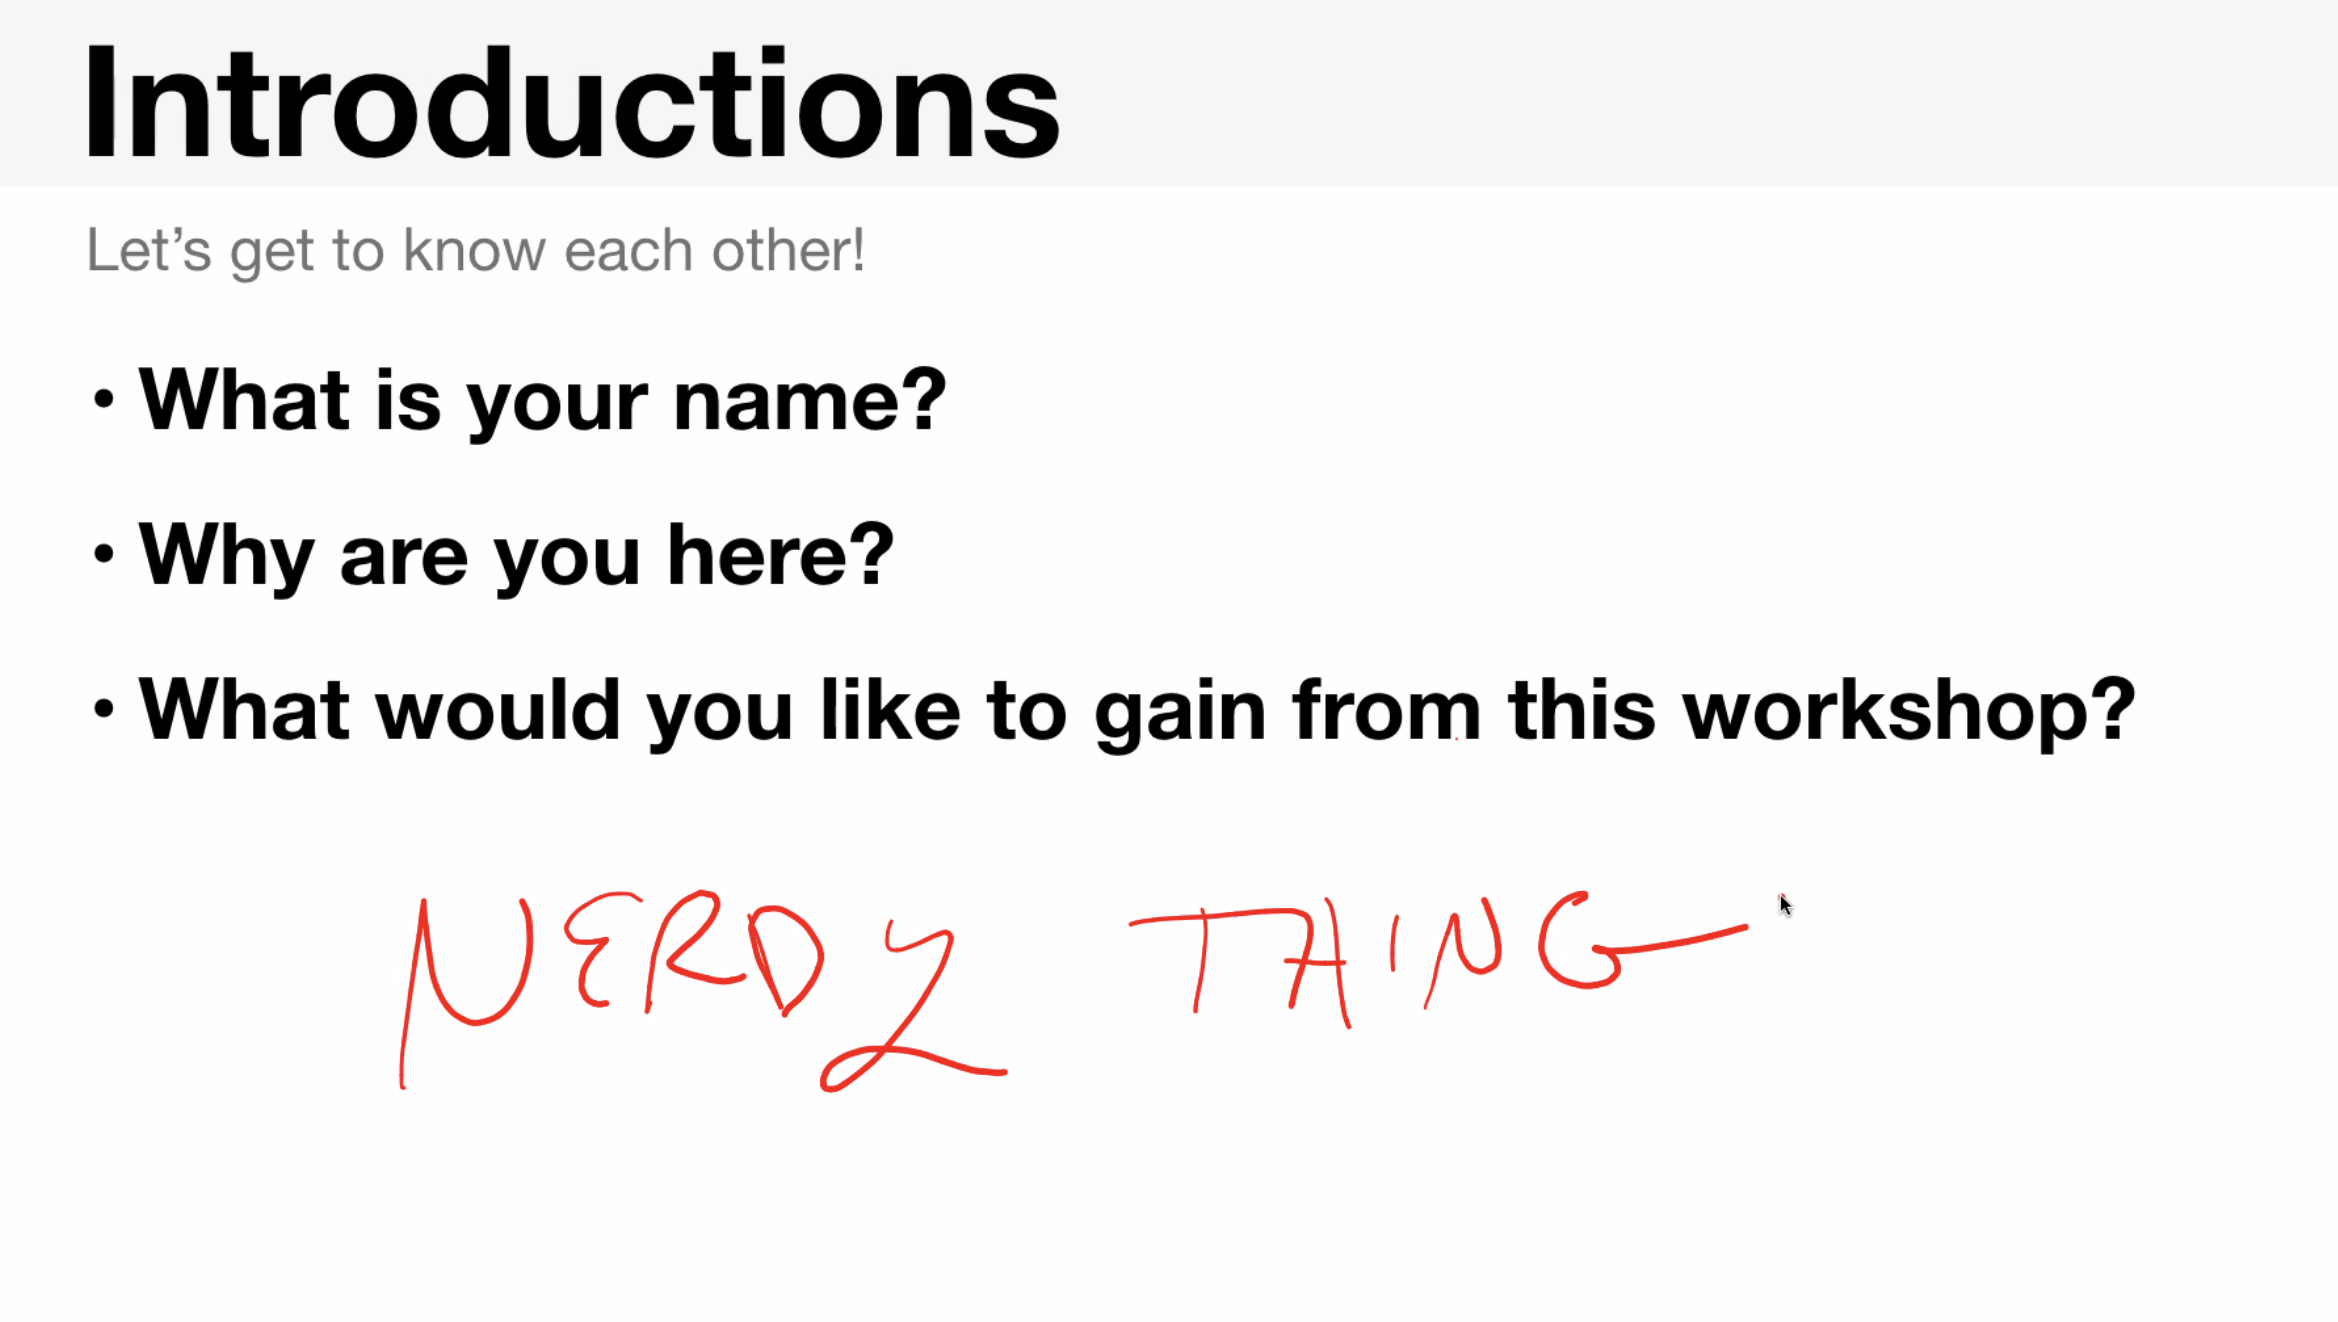 Introductions
Let’s get to know each other!
• What is your name?
• Why are you here?
• What would you like to gain from this workshop?
NERDY THING